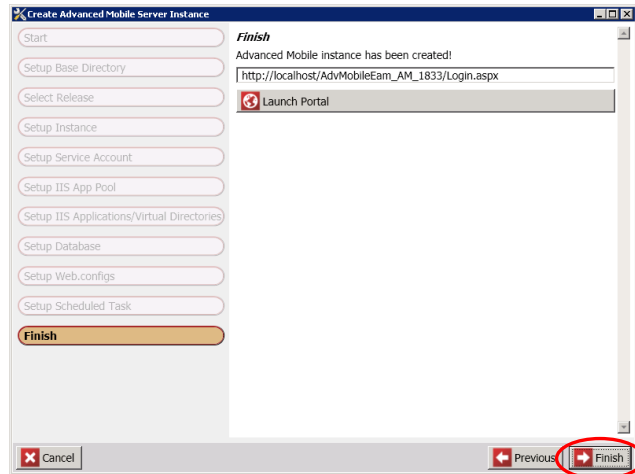 Create Advanced Mobile Server Instance
Start
Setup Base Directory
Select Release
Setup Instance
Setup Service Account
Setup IIS App Pool
Setup IIS Applications/Virtual Directories
Setup Database
Setup Web.configs
Setup Scheduled Task
Finish
Finish
Advanced Mobile instance has been created!
http://localhost/AdvMobileEam_AM_1833/Login.aspx
Launch Portal
Cancel
Previous
Finish